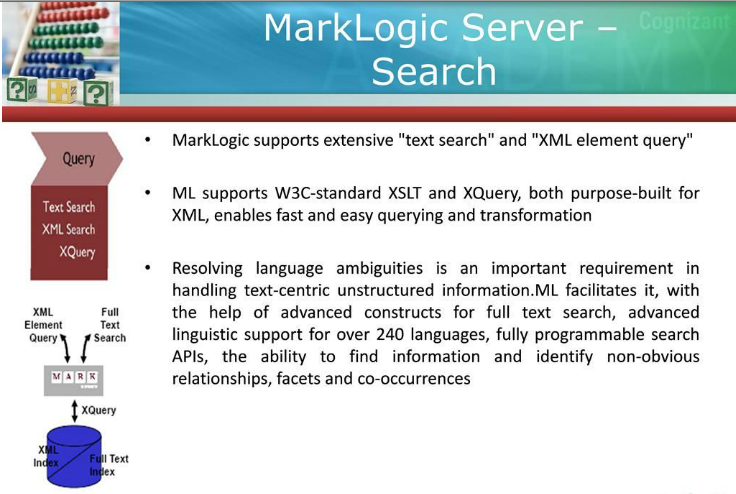 MarkLogic Server –
Search
Cognizant
Query
Text Search
XML Search
XQuery
• MarkLogic supports extensive "text search" and "XML element query"
• ML supports W3C-standard XSLT and XQuery, both purpose-built for
XML, enables fast and easy querying and transformation
• Resolving language ambiguities is an important requirement in
handling text-centric unstructured information.ML facilitates it, with
the help of advanced constructs for full text search, advanced
linguistic support for over 240 languages, fully programmable search
APIs, the ability to find information and identify non-obvious
relationships, facets and co-occurrences
XML
Element
Query
Full
Text
Search
MARK
XQuery
XML
Index
Full Text
Index